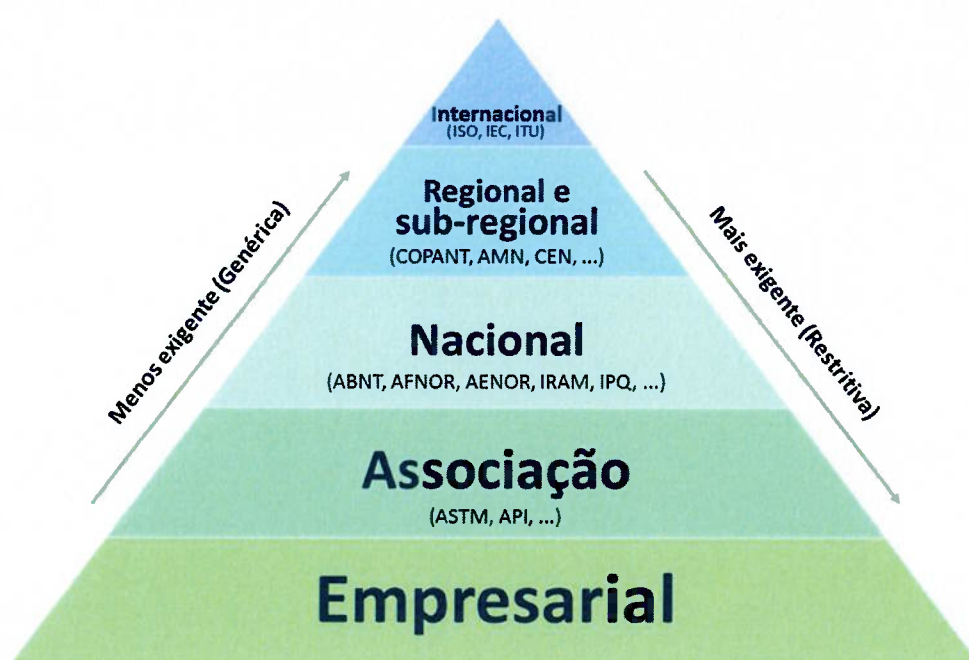 Internacional
(ISO, IEC, ITU)
Regional e
sub-regional
(COPANT, AMN, CEN, ...)
Nacional
(ABNT, AFNOR, AENOR, IRAM, IPQ, ...)
Associação
(ASTM, API, ...)
Empresarial
Menos exigente (Genérica)
Mais exigente (Restritiva)